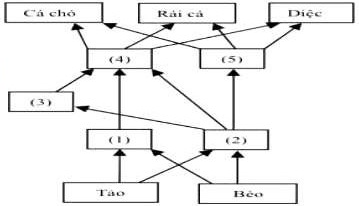 Cá chó Rái cá Diệc
(4) (5)
(3)
(1) (2)
Tảo Bèo